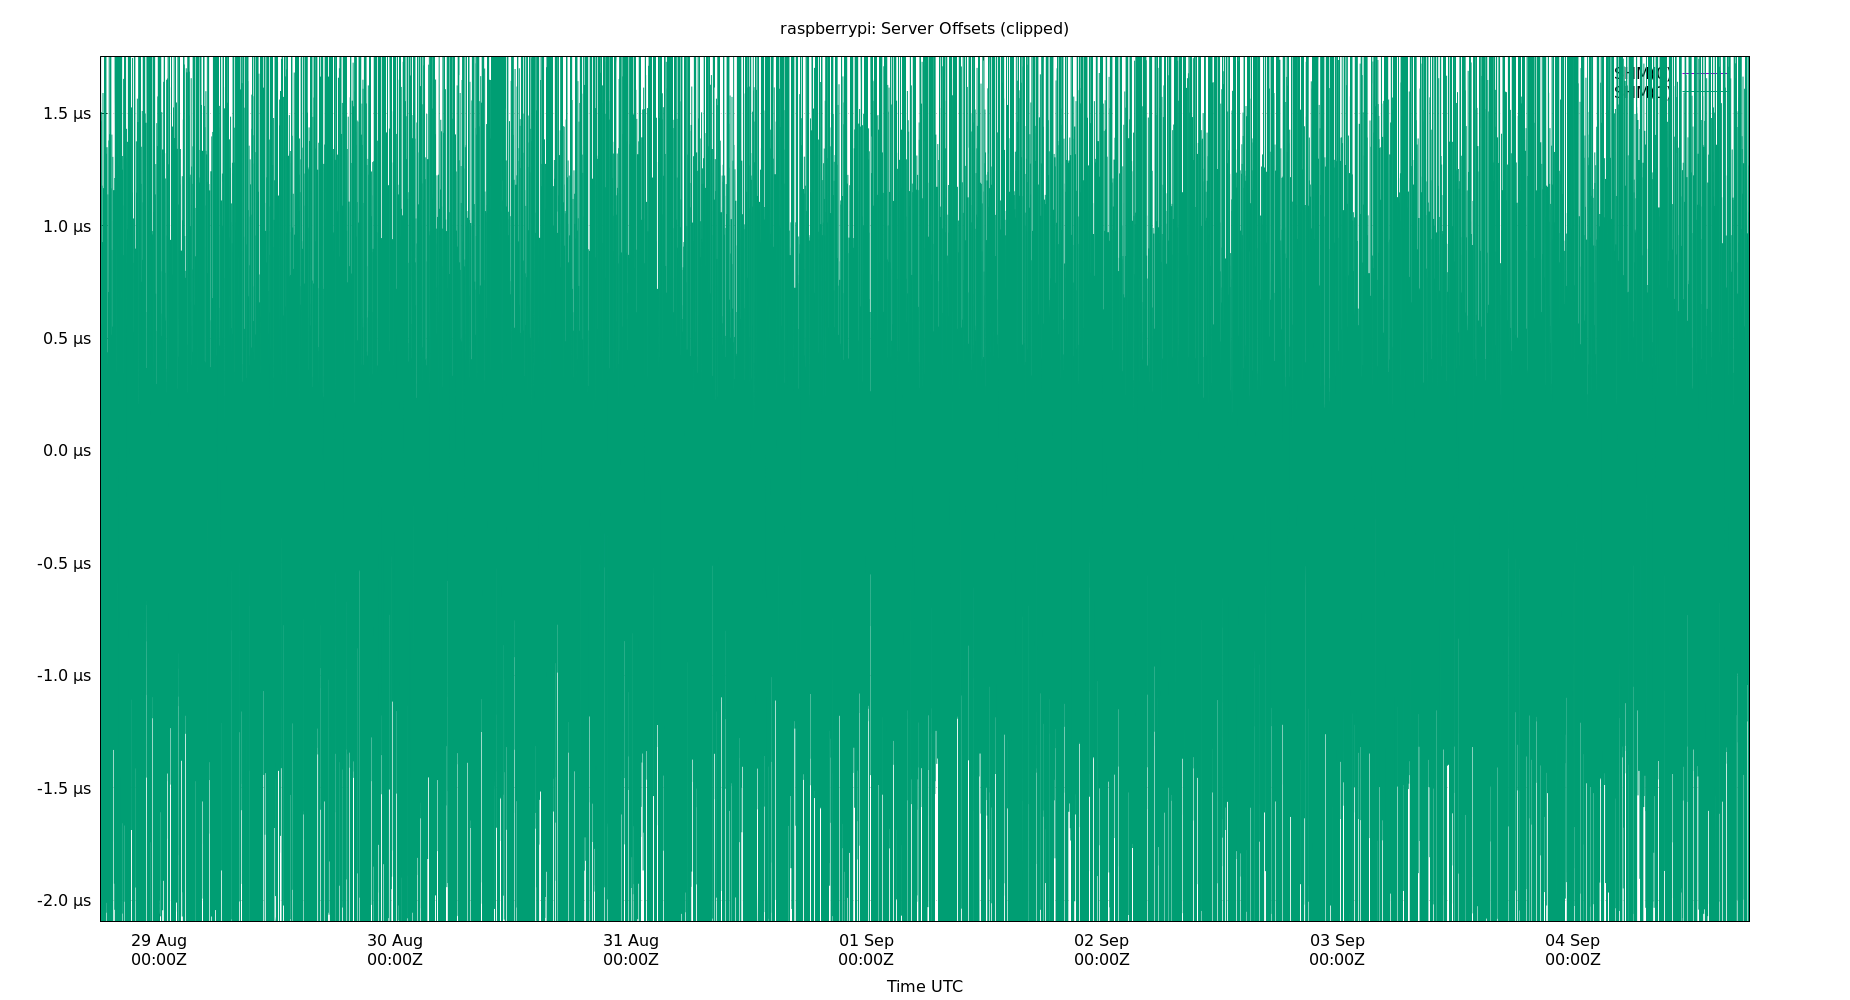 raspberrypi: Server Offsets (clipped)
SHM(0)
1.5 µs
1.0 µs
0.5 µs
0.0 µs
-0.5 µs
-1.0 µs
-1.5 µs
-2.0 µs
29 Aug 30 Aug 31 Aug 01 Sep 02 Sep 03 Sep 04 Sep
00:00Z 00:00Z 00:00Z 00:00Z 00:00Z 00:00Z 00:00Z
Time UTC